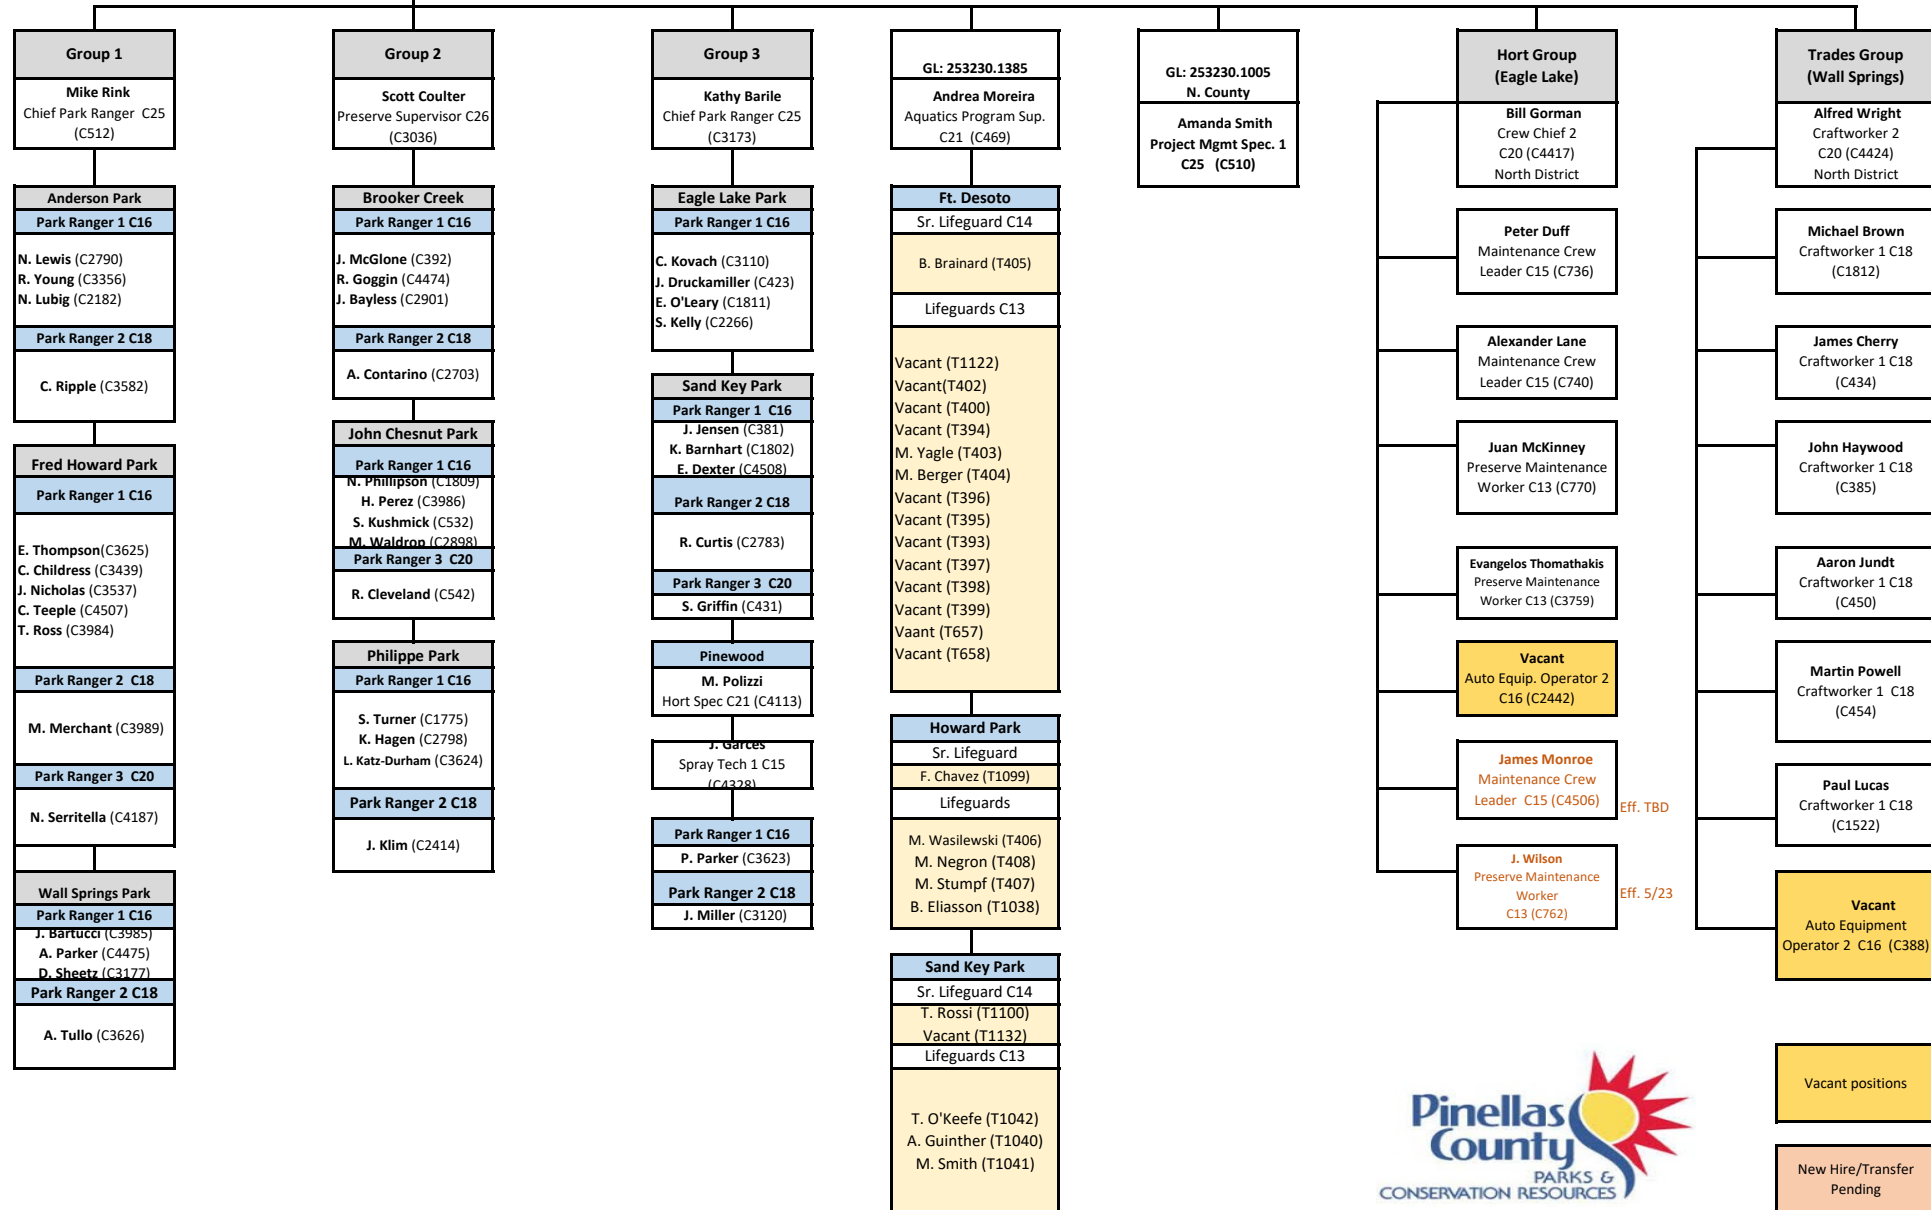 Group 1
Mike Rink
Chief Park Ranger C25
(C512)
Anderson Park
Park Ranger 1 C16
N. Lewis (C2790)
R. Young (C3356)
N. Lubig (C2182)
Park Ranger 2 C18
C. Ripple (C3582)
Fred Howard Park
Park Ranger 1 C16
E. Thompson(C3625)
C. Childress (C3439)
J. Nicholas (C3537)
C. Teeple (C4507)
T. Ross (C3984)
Park Ranger 2 C18
M. Merchant (C3989)
Park Ranger 3 C20
N. Serritella (C4187)
Wall Springs Park
Park Ranger 1 C16
J. Bartucci (C3985)
A. Parker (C4475)
D. Sheetz (C3177)
Park Ranger 2 C18
A. Tullo (C3626)
Group 2
Scott Coulter
Preserve Supervisor C26
(C3036)
Brooker Creek
Park Ranger 1 C16
J. McGlone (C392)
R. Goggin (C4474)
J. Bayless (C2901)
Park Ranger 2 C18
A. Contarino (C2703)
John Chesnut Park
Park Ranger 1 C16
N. Phillipson (C1809)
H. Perez (C3986)
S. Kushmick (C532)
M. Waldrop (C2898)
Park Ranger 3 C20
R. Cleveland (C542)
Philippe Park
Park Ranger 1 C16
S. Turner (C1775)
K. Hagen (C2798)
L. Katz-Durham (C3624)
Park Ranger 2 C18
J. Klim (C2414)
Group 3
Kathy Barile
Chief Park Ranger C25
(C3173)
Eagle Lake Park
Park Ranger 1 C16
C. Kovach (C3110)
J. Druckamiller (C423)
E. O'Leary (C1811)
S. Kelly (C2266)
Sand Key Park
Park Ranger 1 C16
J. Jensen (C381)
K. Barnhart (C1802)
E. Dexter (C4508)
Park Ranger 2 C18
R. Curtis (C2783)
Park Ranger 3 C20
S. Griffin (C431)
Pinewood
M. Polizzi
Hort Spec C21 (C4113)
J. Garces
Spray Tech 1 C15
(C4328)
Park Ranger 1 C16
P. Parker (C3623)
Park Ranger 2 C18
J. Miller (C3120)
GL: 253230.1385
Andrea Moreira
Aquatics Program Sup.
C21 (C469)
Ft. Desoto
Sr. Lifeguard C14
B. Brainard (T405)
Lifeguards C13
Vacant (T1122)
Vacant(T402)
Vacant (T400)
Vacant (T394)
M. Yagle (T403)
M. Berger (T404)
Vacant (T396)
Vacant (T395)
Vacant (T393)
Vacant (T397)
Vacant (T398)
Vacant (T399)
Vaant (T657)
Vacant (T658)
Howard Park
Sr. Lifeguard
F. Chavez (T1099)
Lifeguards
M. Wasilewski (T406)
M. Negron (T408)
M. Stumpf (T407)
B. Eliasson (T1038)
Sand Key Park
Sr. Lifeguard C14
T. Rossi (T1100)
Vacant (T1132)
Lifeguards C13
T. O'Keefe (T1042)
A. Guinther (T1040)
M. Smith (T1041)
GL: 253230.1005
N. County
Amanda Smith
Project Mgmt Spec. 1
C25 (C510)
Hort Group
(Eagle Lake)
Bill Gorman
Crew Chief 2
C20 (C4417)
North District
Peter Duff
Maintenance Crew
Leader C15 (C736)
Alexander Lane
Maintenance Crew
Leader C15 (C740)
Juan McKinney
Preserve Maintenance
Worker C13 (C770)
Evangelos Thomathakis
Preserve Maintenance
Worker C13 (C3759)
Vacant
Auto Equip. Operator 2
C16 (C2442)
James Monroe
Maintenance Crew
Leader C15 (C4506)
Eff. TBD
J. Wilson
Preserve Maintenance
Worker
C13 (C762)
Eff. 5/23
Trades Group
(Wall Springs)
Alfred Wright
Craftworker 2
C20 (C4424)
North District
Michael Brown
Craftworker 1 C18
(C1812)
James Cherry
Craftworker 1 C18
(C434)
John Haywood
Craftworker 1 C18
(C385)
Aaron Jundt
Craftworker 1 C18
(C450)
Martin Powell
Craftworker 1 C18
(C454)
Paul Lucas
Craftworker 1 C18
(C1522)
Vacant
Auto Equipment
Operator 2 C16 (C388)
Pinellas
County
PARKS &
CONSERVATION RESOURCES
Vacant positions
New Hire/Transfer
Pending